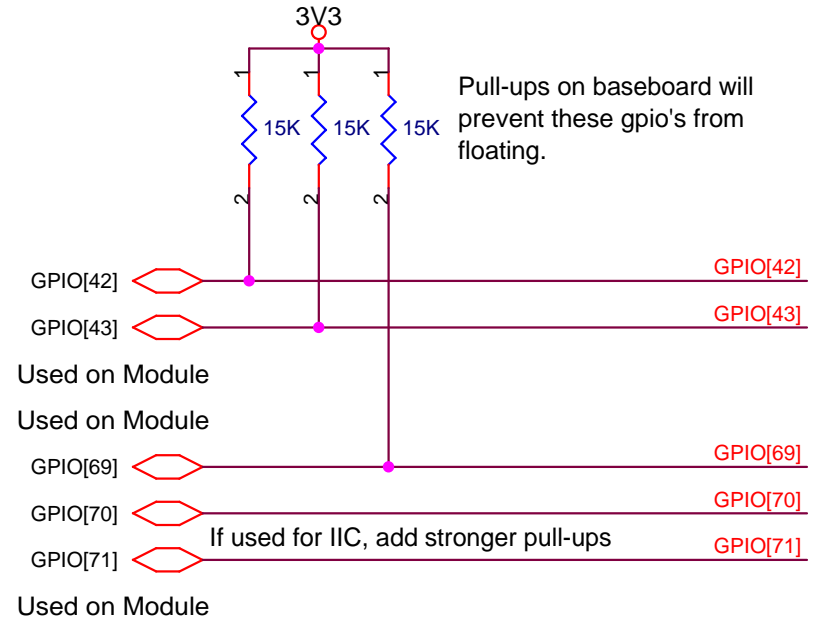 3V3
1 1 1
15K 15K 15K
2 2 2
Pull-ups on baseboard will
prevent these gpio's from
floating.
GPIO[42] GPIO[42]
GPIO[43] GPIO[43]
Used on Module
Used on Module
GPIO[69] GPIO[69]
GPIO[70] GPIO[70]
If used for IIC, add stronger pull-ups
GPIO[71] GPIO[71]
Used on Module